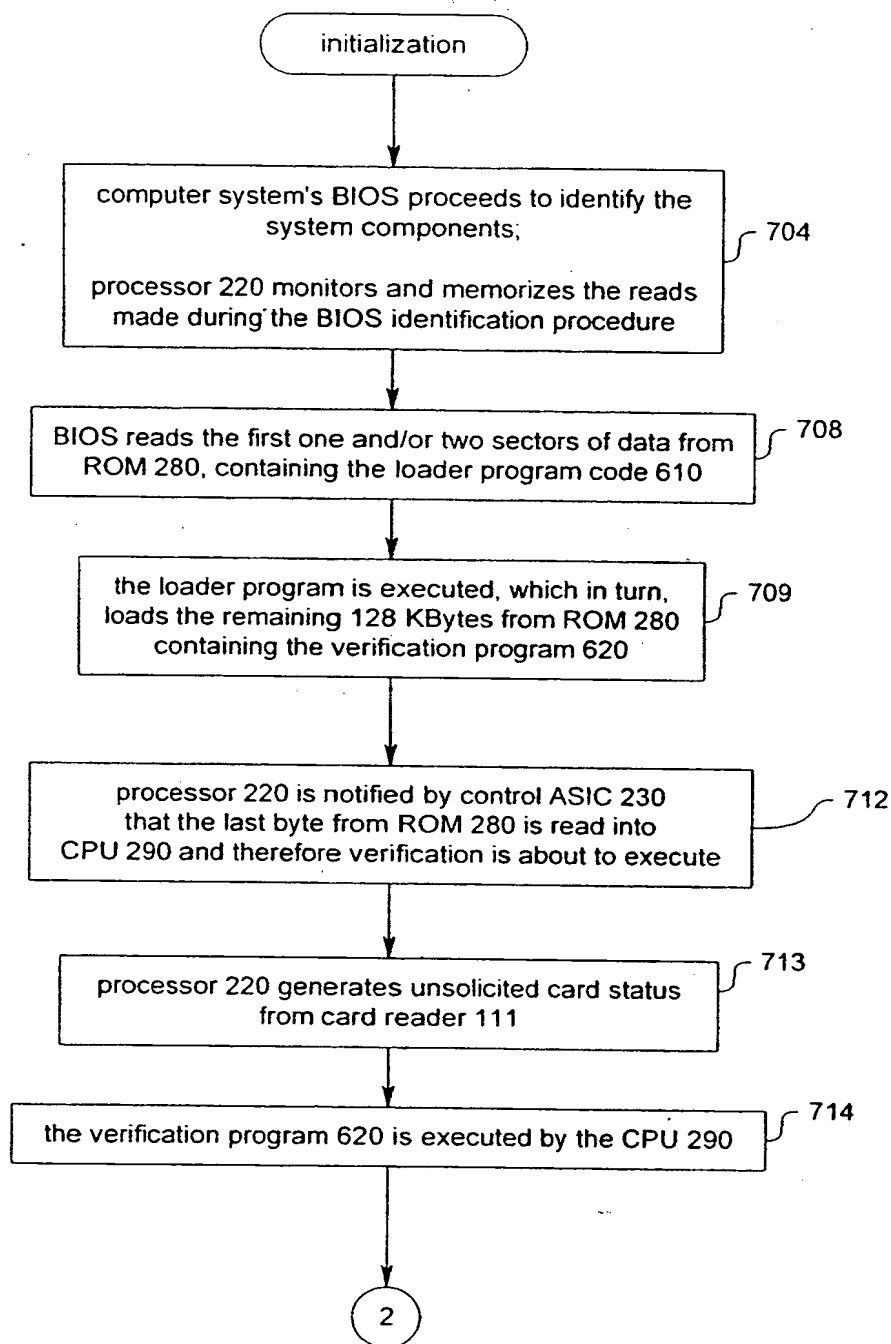 initialization
computer system's BIOS proceeds to identify the
system components;
processor 220 monitors and memorizes the reads
made during the BIOS identification procedure
704
BIOS reads the first one and/or two sectors of data from
ROM 280, containing the loader program code 610
708
the loader program is executed, which in turn,
loads the remaining 128 KBytes from ROM 280
containing the verification program 620
709
processor 220 is notified by control ASIC 230
that the last byte from ROM 280 is read into
CPU 290 and therefore verification is about to execute
712
processor 220 generates unsolicited card status
from card reader 111
713
the verification program 620 is executed by the CPU 290
714
2